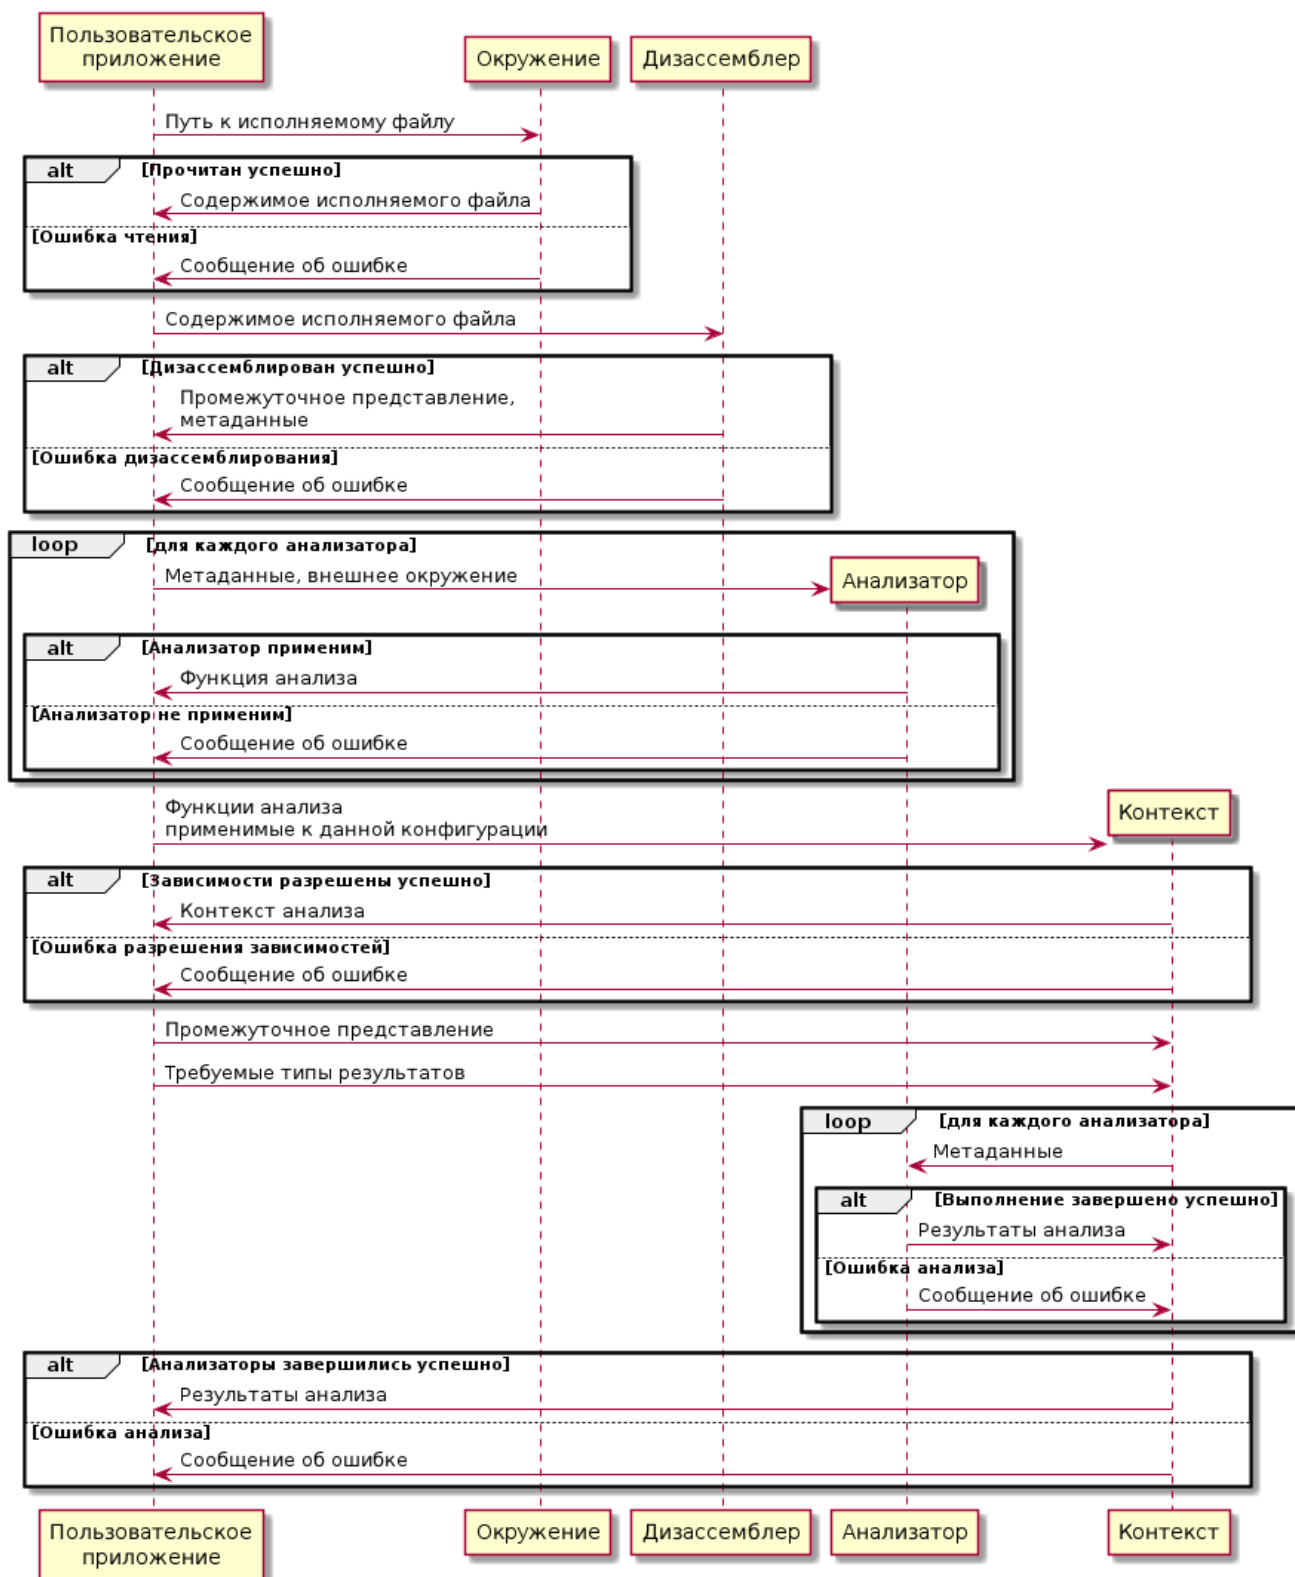 Пользовательское
приложение
Окружение
Дизассемблер
Путь к исполняемому файлу
alt
[Прочитан успешно]
Содержимое исполняемого файла
[Ошибка чтения]
Сообщение об ошибке
Содержимое исполняемого файла
alt
[Дизассемблирован успешно]
Промежуточное представление,
метаданные
[Ошибка дизассемблирования]
Сообщение об ошибке
loop
[для каждого анализатора]
Метаданные, внешнее окружение
Анализатор
alt
[Анализатор применим]
Функция анализа
[Анализатор не применим]
Сообщение об ошибке
Функции анализа
применимые к данной конфигурации
Контекст
alt
[Зависимости разрешены успешно]
Контекст анализа
[Ошибка разрешения зависимостей]
Сообщение об ошибке
Промежуточное представление
Требуемые типы результатов
loop
[для каждого анализатора]
Метаданные
alt
[Выполнение завершено успешно]
Результаты анализа
[Ошибка анализа]
Сообщение об ошибке
alt
[Анализаторы завершились успешно]
Результаты анализа
[Ошибка анализа]
Сообщение об ошибке
Пользовательское
приложение
Окружение
Дизассемблер
Анализатор
Контекст